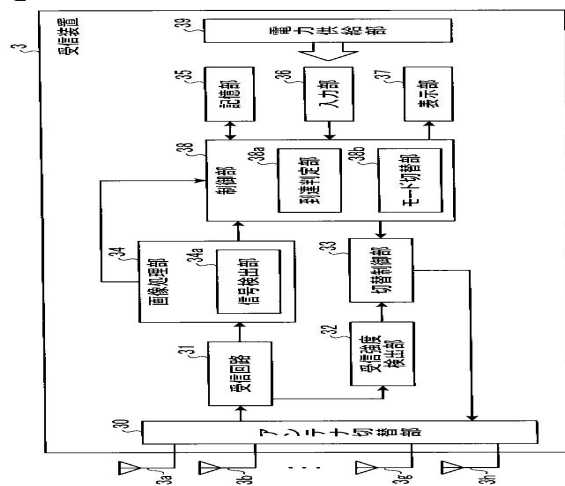 3
受信装置
39
電力供給部
35
記憶部
36
入力部
37
表示部
38
制御部
38a
到達判定部
38b
モード切替部
34
画像処理部
34a
信号検出部
33
切替制御部
31
受信回路
32
受信強度
検出部
30
アンテナ切替部
3a
3b
3g
3h